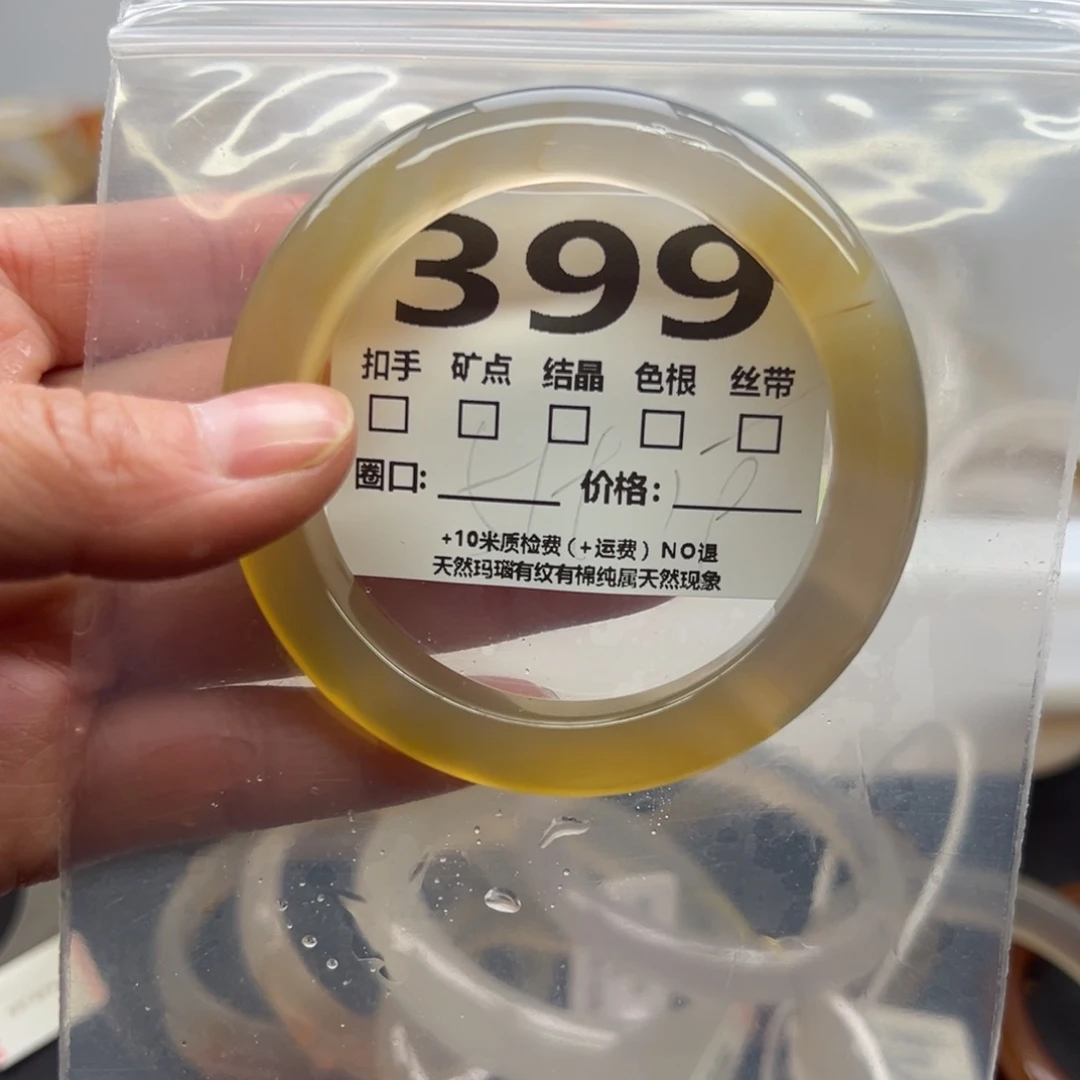 399
扣手 矿点 结晶 色根 丝带
圈口: 价格:
+10米质检费(+运费) NO退
天然玛瑙有纹有棉纯属天然现象